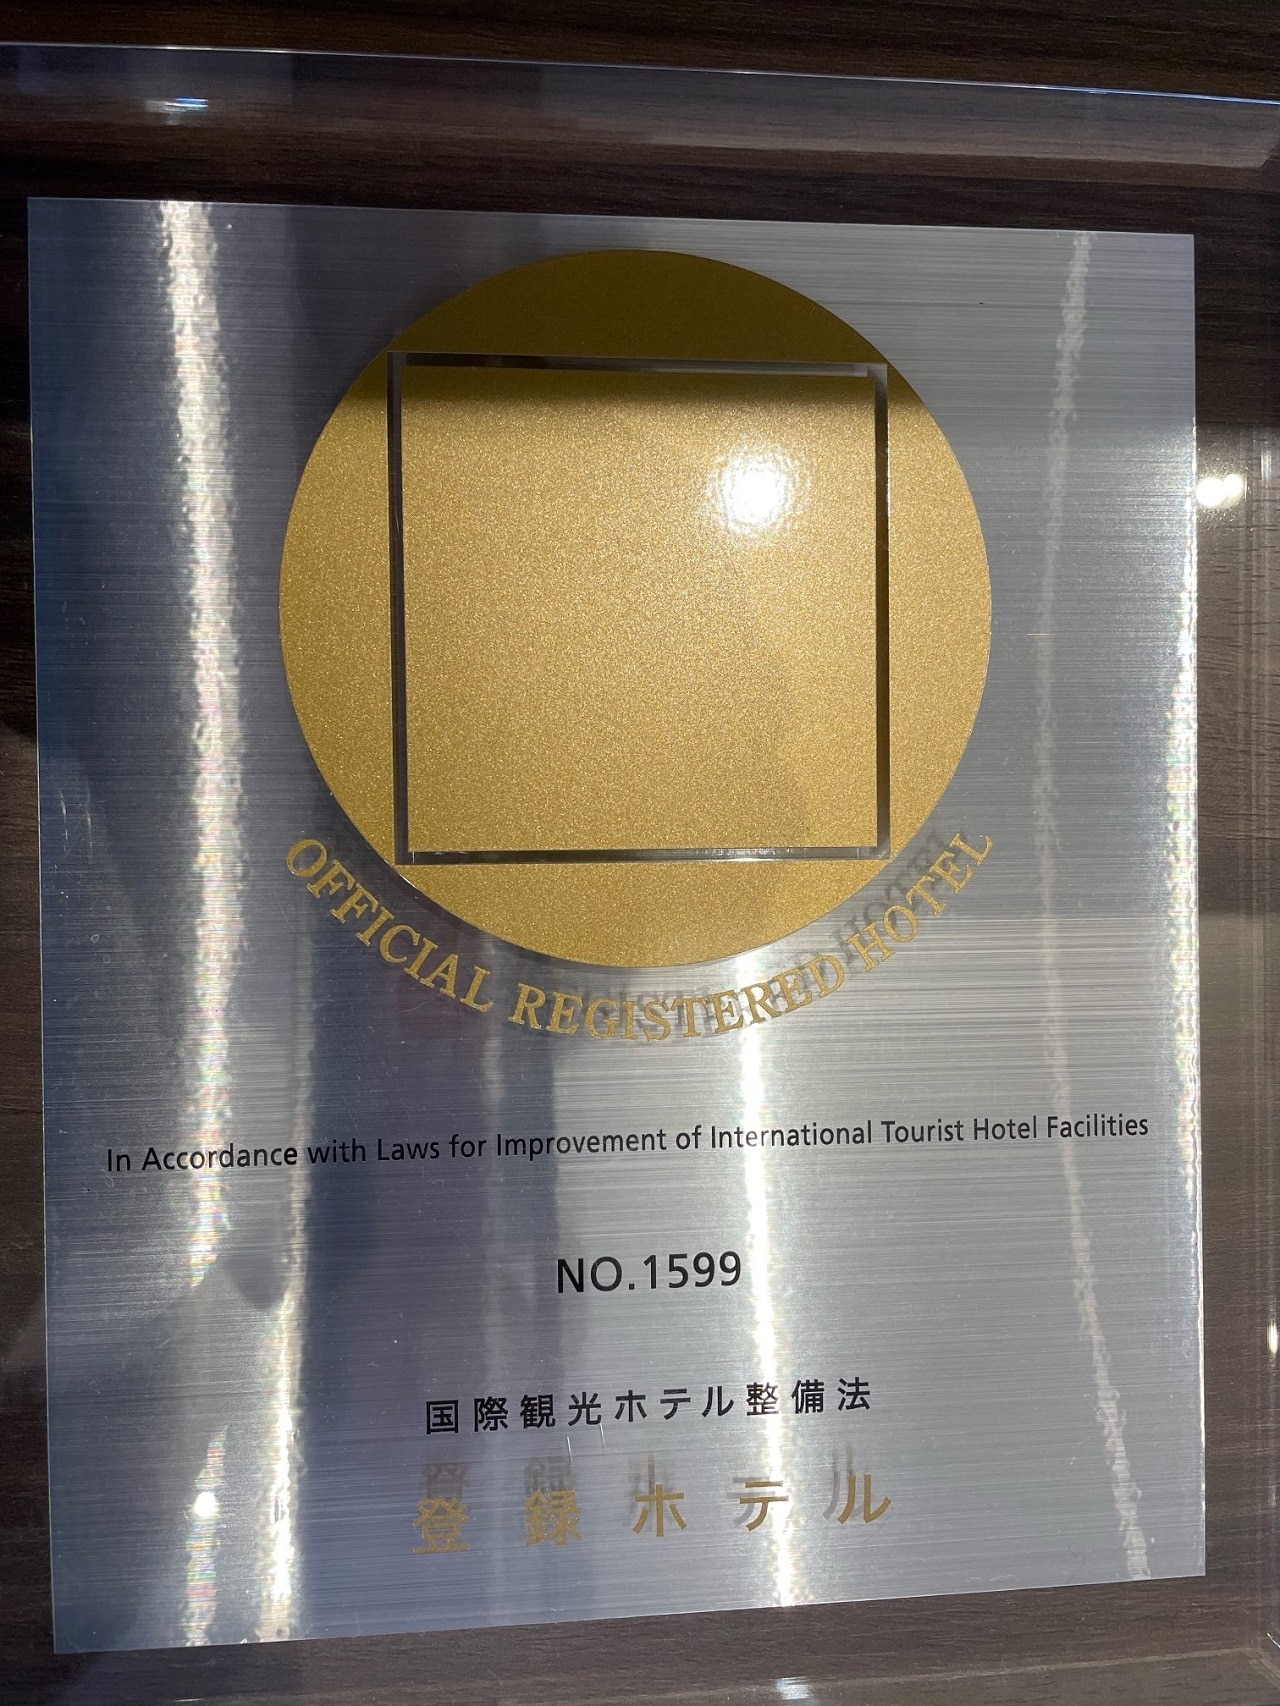 OFFICIAL REGISTERED HOTEL
In Accordance with Laws for Improvement of International Tourist Hotel Facilities
NO.1599
国際観光ホテル整備法
登録ホテル